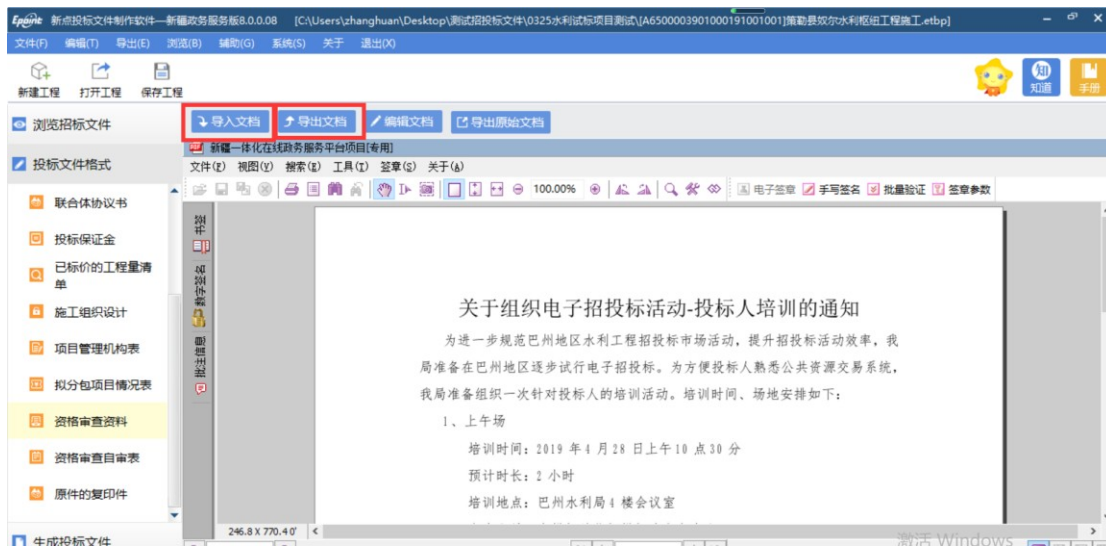 Epoint 新点投标文件制作软件—新疆政务服务版8.0.0.08 [C:\Users\zhanghuan\Desktop\测试招投标文件\0325水利试标项目测试\[A6500003901000191001001]策勒县奴尔水利枢纽工程施工.etbp]
文件(F) 编辑(T) 导出(E) 浏览(B) 辅助(G) 系统(S) 关于 退出(X)
新建工程 打开工程 保存工程
知
知道 手册
浏览招标文件
导入文档 导出文档 编辑文档 导出原始文档
新疆一体化在线政务服务平台项目[专用]
投标文件格式
文件(F) 视图(V) 搜索(E) 工具(T) 签章(S) 关于(A)
100.00% 电子签章 手写签名 批量验证 签章参数
联合体协议书
投标保证金
已标价的工程量清单
施工组织设计
项目管理机构表
拟分包项目情况表
资格审查资料
资格审查自审表
原件的复印件
生成投标文件
书签
数字签名
批注信息
关于组织电子招投标活动-投标人培训的通知
为进一步规范巴州地区水利工程招投标市场活动，提升招投标活动效率，我
局准备在巴州地区逐步试行电子招投标。为方便投标人熟悉公共资源交易系统，
我局准备组织一次针对投标人的培训活动。培训时间、场地安排如下：
1、上午场
培训时间：2019 年 4 月 28 日上午 10 点 30 分
预计时长：2 小时
培训地点：巴州水利局 4 楼会议室
246.8 X 770.4 0'
激活 Windows